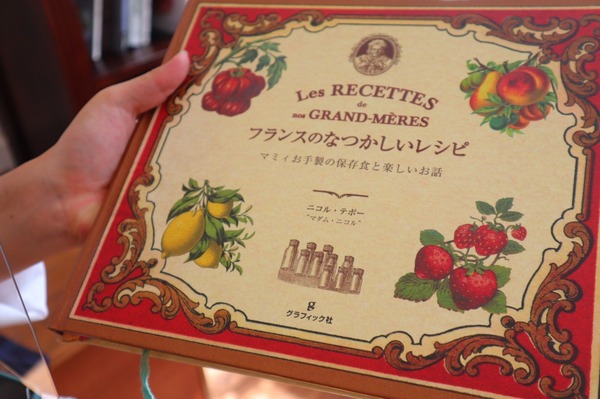 Les RECETTES
de
nos GRAND-MÈRES
フランスのなつかしいレシピ
マミィお手製の保存食と楽しいお話
ニコル・テボー
"マダム・ニコル"
g
グラフィック社